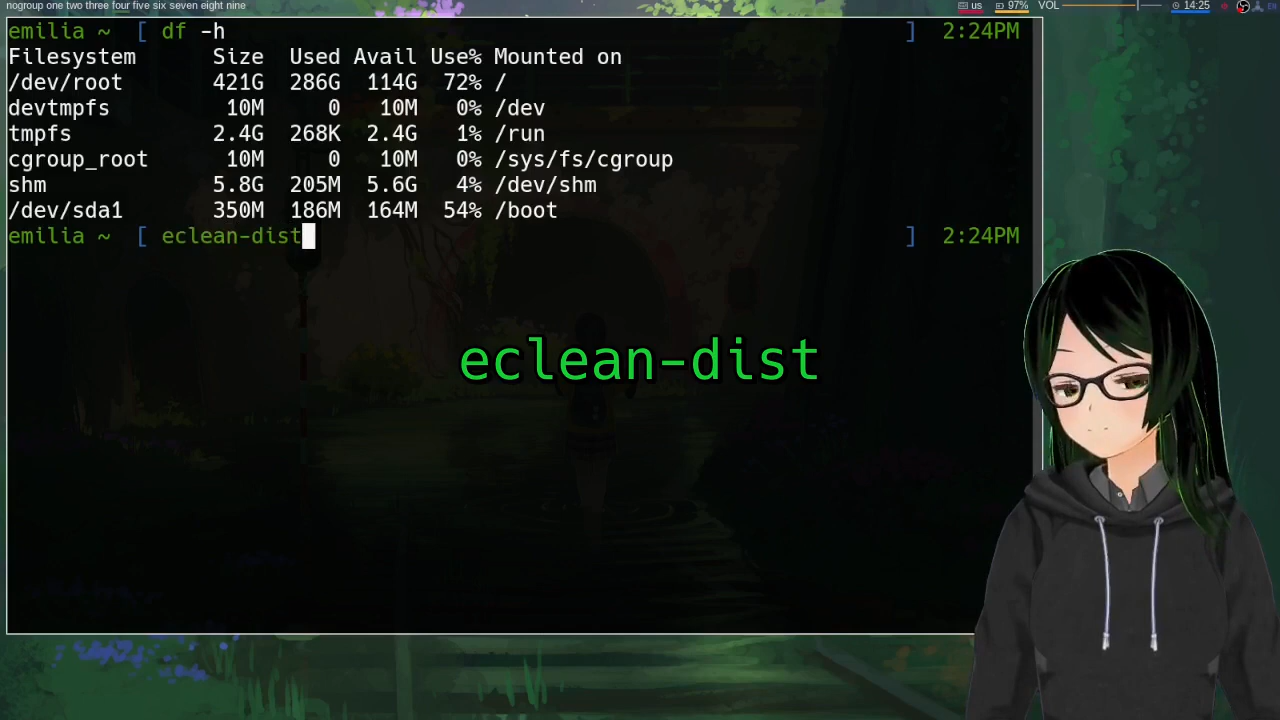 nogroup one two three four five six seven eight nine
us 97% VOL 14:25 EN
emilia ~ [ df -h ] 2:24PM
Filesystem Size Used Avail Use% Mounted on
/dev/root 421G 286G 114G 72% /
devtmpfs 10M 0 10M 0% /dev
tmpfs 2.4G 268K 2.4G 1% /run
cgroup_root 10M 0 10M 0% /sys/fs/cgroup
shm 5.8G 205M 5.6G 4% /dev/shm
/dev/sda1 350M 186M 164M 54% /boot
emilia ~ [ eclean-dist ] 2:24PM
eclean-dist